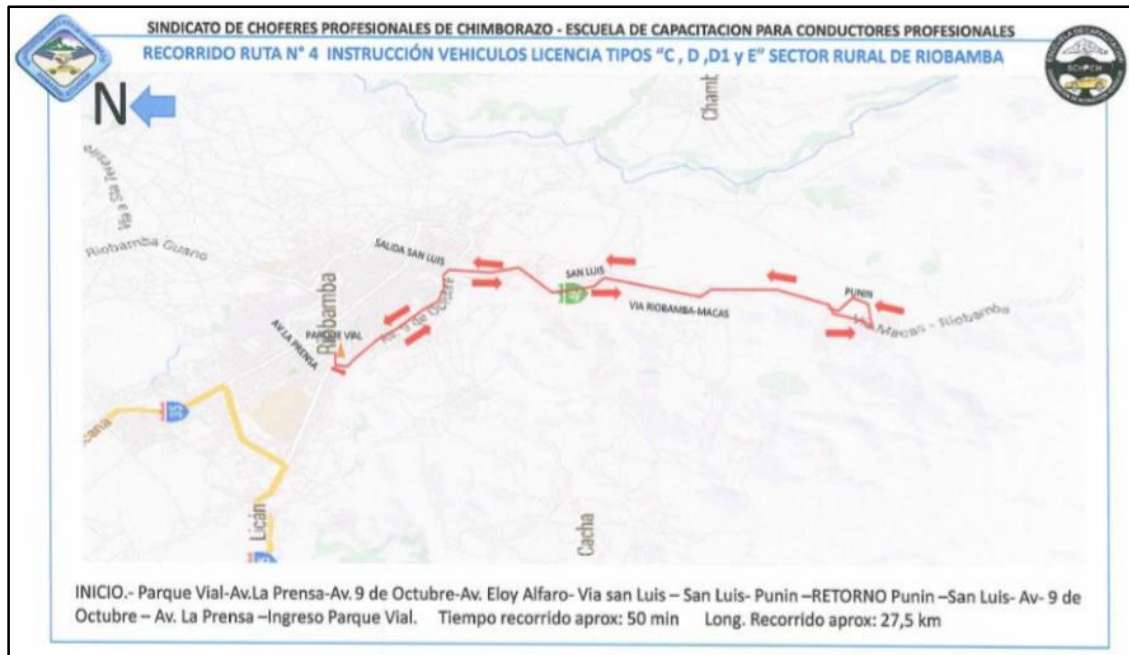 SINDICATO DE CHOFERES PROFESIONALES DE CHIMBORAZO - ESCUELA DE CAPACITACION PARA CONDUCTORES PROFESIONALES
RECORRIDO RUTA N° 4 INSTRUCCIÓN VEHICULOS LICENCIA TIPOS “C , D ,D1 y E” SECTOR RURAL DE RIOBAMBA
N
Chamb
Riobamba Guano
SALIDA SAN LUIS
SAN LUIS
PUNIN
VIA RIOBAMBA-MACAS
Via Macas - Riobamba
AV.LA PRENSA
PARQUE VIAL
Riobamba
Av. 9 de Octubre
35
cana
Licán
Cacha
INICIO.- Parque Vial-Av.La Prensa-Av. 9 de Octubre-Av. Eloy Alfaro- Via san Luis – San Luis- Punin –RETORNO Punin –San Luis- Av- 9 de
Octubre – Av. La Prensa –Ingreso Parque Vial. Tiempo recorrido aprox: 50 min Long. Recorrido aprox: 27,5 km